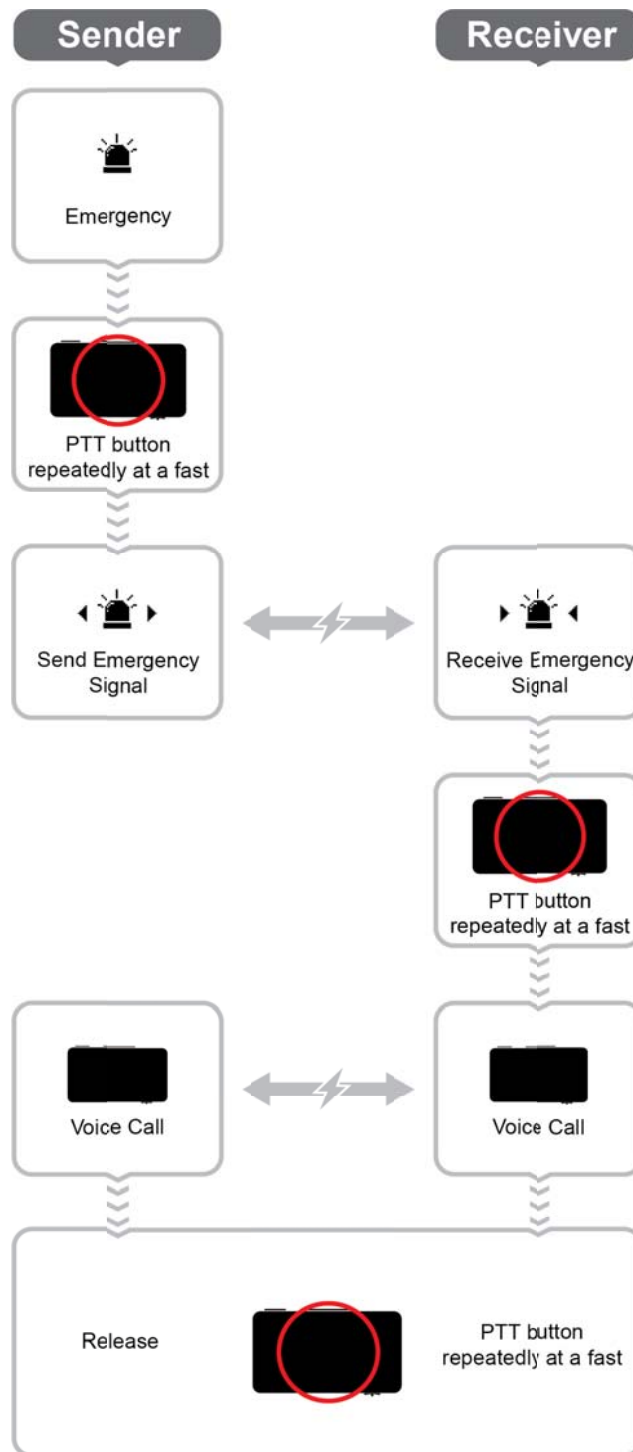 Sender
Receiver
Emergency
PTT button
repeatedly at a fast
Send Emergency
Signal
Receive Emergency
Signal
PTT button
repeatedly at a fast
Voice Call
Voice Call
Release
PTT button
repeatedly at a fast